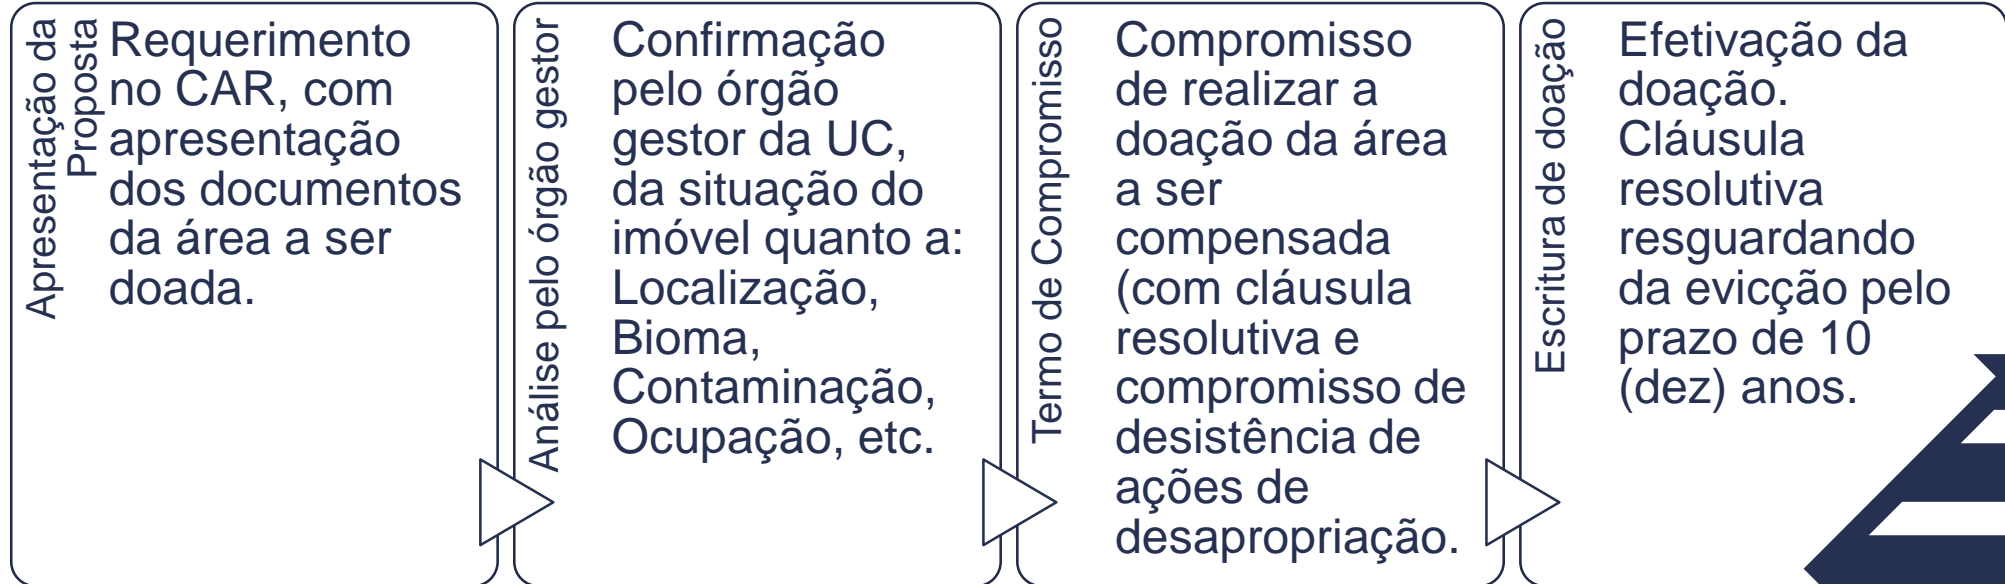 Apresentação da
Proposta
Requerimento
no CAR, com
apresentação
dos documentos
da área a ser
doada.
Análise pelo órgão gestor
Confirmação
pelo órgão
gestor da UC,
da situação do
imóvel quanto a:
Localização,
Bioma,
Contaminação,
Ocupação, etc.
Termo de Compromisso
Compromisso
de realizar a
doação da área
a ser
compensada
(com cláusula
resolutiva e
compromisso de
desistência de
ações de
desapropriação.
Escritura de doação
Efetivação da
doação.
Cláusula
resolutiva
resguardando
da evicção pelo
prazo de 10
(dez) anos.